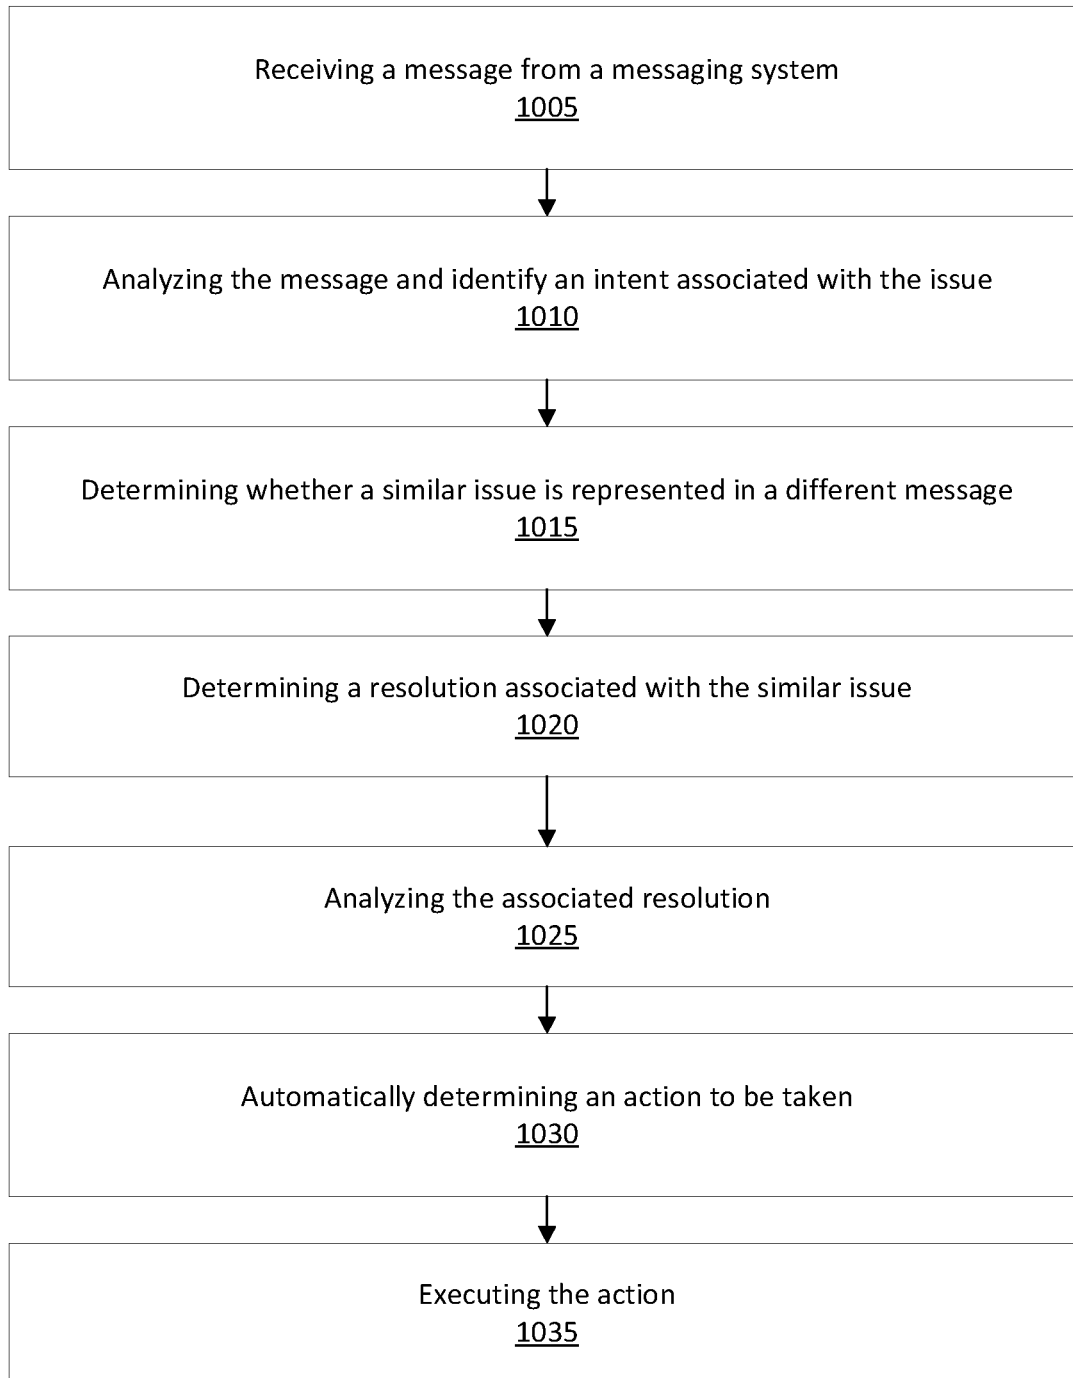 Receiving a message from a messaging system
1005
Analyzing the message and identify an intent associated with the issue
1010
Determining whether a similar issue is represented in a different message
1015
Determining a resolution associated with the similar issue
1020
Analyzing the associated resolution
1025
Automatically determining an action to be taken
1030
Executing the action
1035